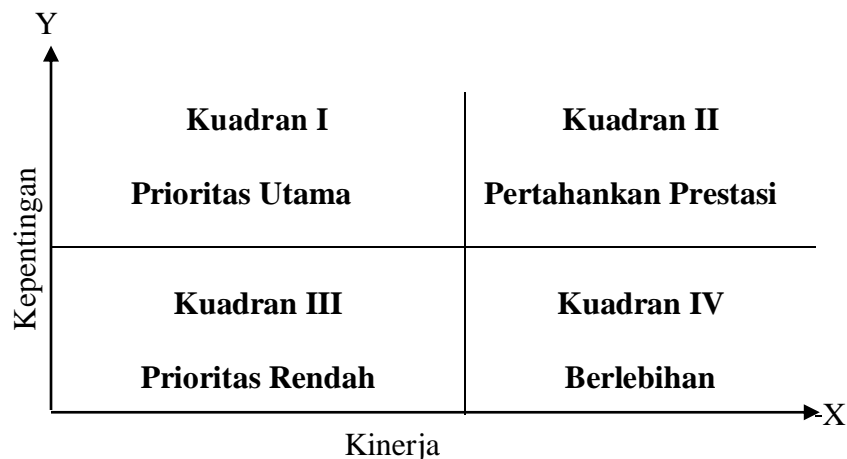 Y
Kuadran I
Kuadran II
Prioritas Utama
Pertahankan Prestasi
Kepentingan
Kuadran III
Kuadran IV
Prioritas Rendah
Berlebihan
X
Kinerja